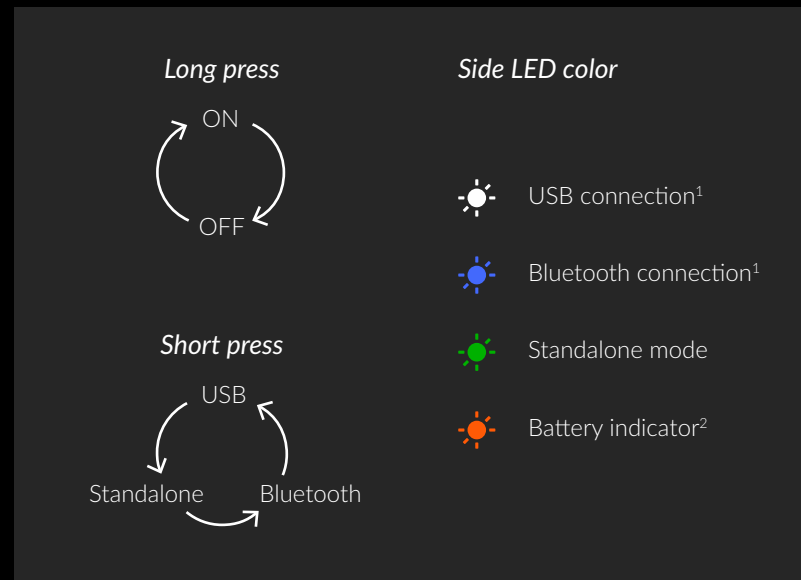 Long press
ON
OFF
Short press
USB
Standalone
Bluetooth
Side LED color
USB connection¹
Bluetooth connection¹
Standalone mode
Battery indicator²